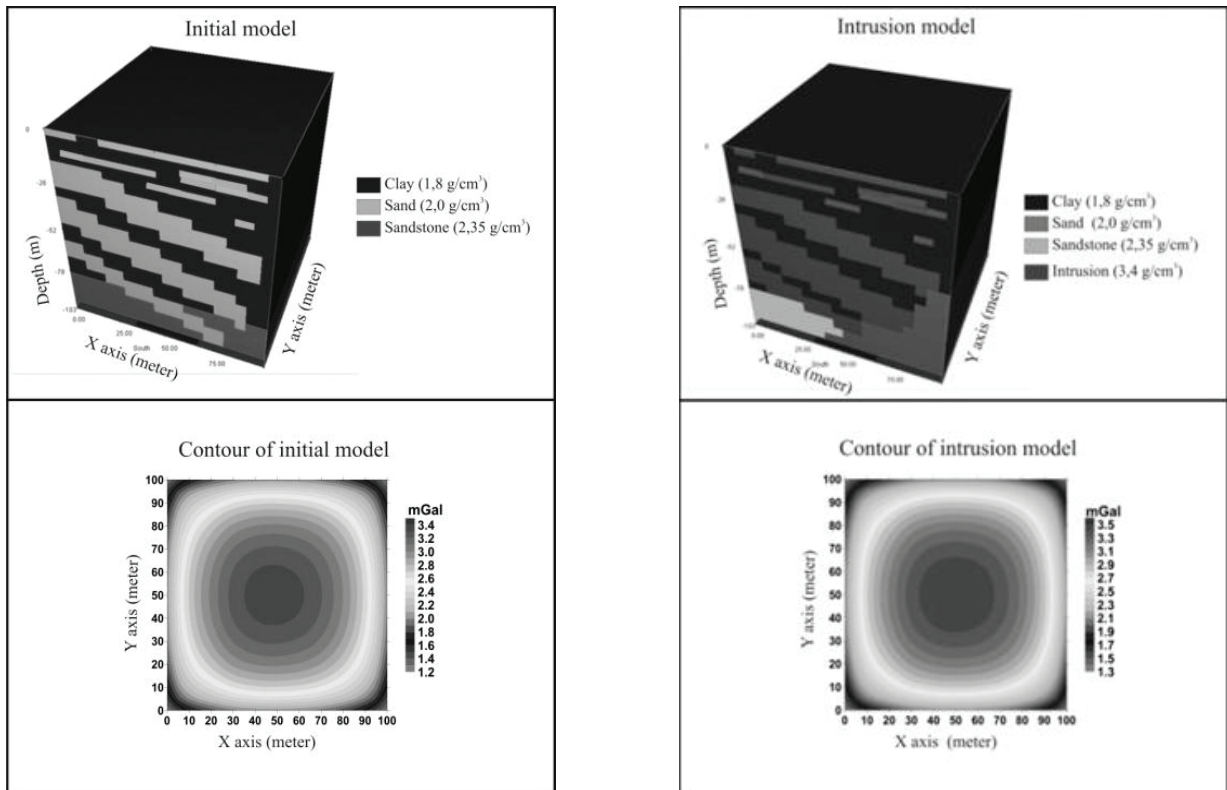 Initial model
0
-26
-52
-78
Depth (m)
0.00
25.00
South
50.00
75.00
X axis (meter)
Y axis (meter)
Clay (1,8 g/cm³)
Sand (2,0 g/cm³)
Sandstone (2,35 g/cm³)
Intrusion model
0
-26
-52
-78
Depth (m)
0.00
25.00
South
50.00
75.00
X axis (meter)
Y axis (meter)
Clay (1,8 g/cm³)
Sand (2,0 g/cm³)
Sandstone (2,35 g/cm³)
Intrusion (3,4 g/cm³)
Contour of initial model
100
90
80
70
60
50
40
30
20
10
0
Y axis (meter)
0 10 20 30 40 50 60 70 80 90 100
X axis (meter)
mGal
3.4
3.2
3.0
2.8
2.6
2.4
2.2
2.0
1.8
1.6
1.4
1.2
Contour of intrusion model
100
90
80
70
60
50
40
30
20
10
0
Y axis (meter)
0 10 20 30 40 50 60 70 80 90 100
X axis (meter)
mGal
3.5
3.3
3.1
2.9
2.7
2.5
2.3
2.1
1.9
1.7
1.5
1.3